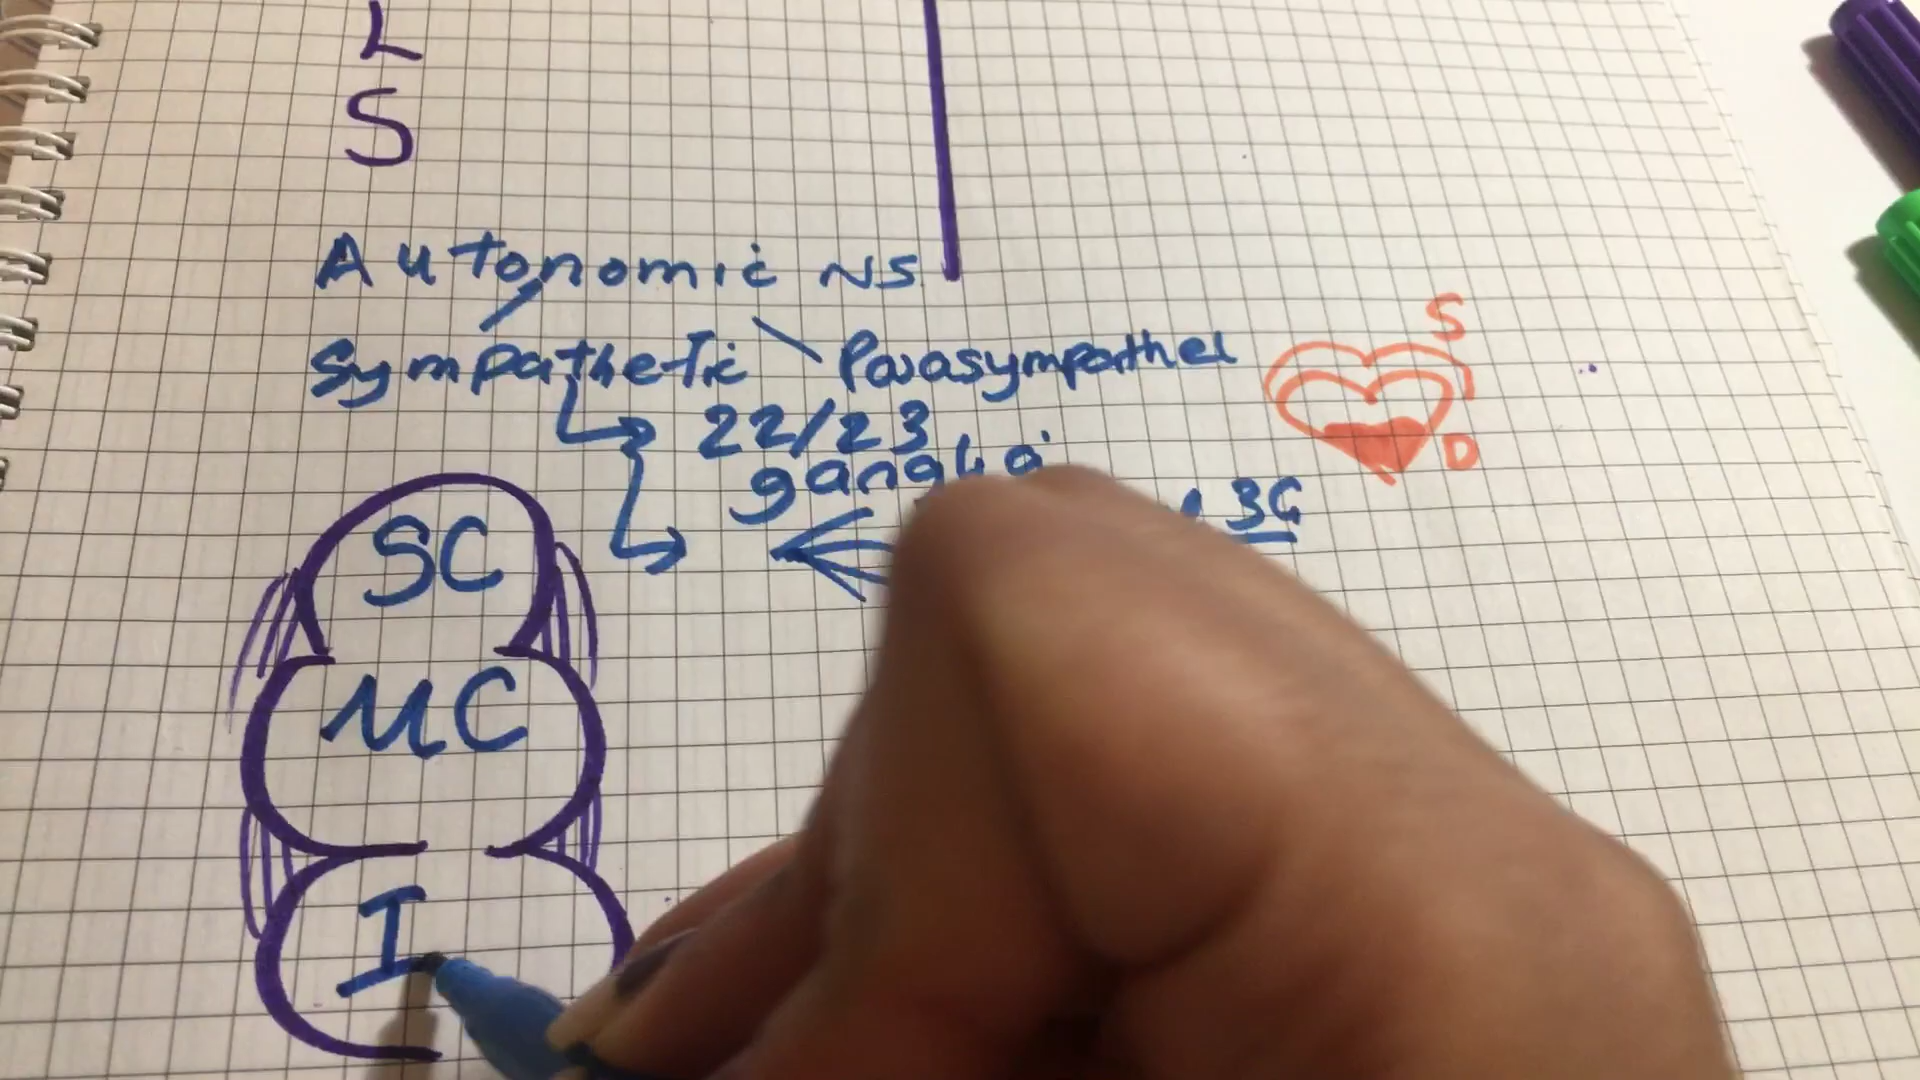 L
S
Autonomic NS
Sympathetic Parasympathel
22/23
ganglia
3G
S
D
SC
MC
I